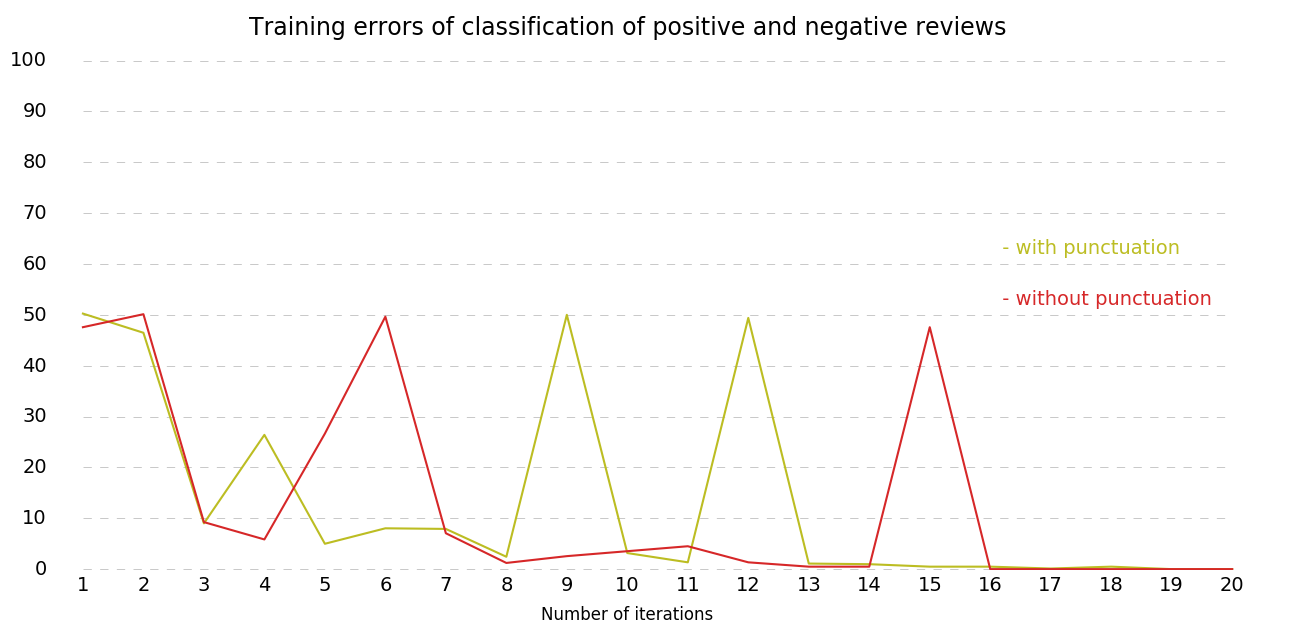 Training errors of classification of positive and negative reviews
100
90
80
70
- with punctuation
60
- without punctuation
50
40
30
20
10
0
1 2 3 4 5 6 7 8 9 10 11 12 13 14 15 16 17 18 19 20
Number of iterations